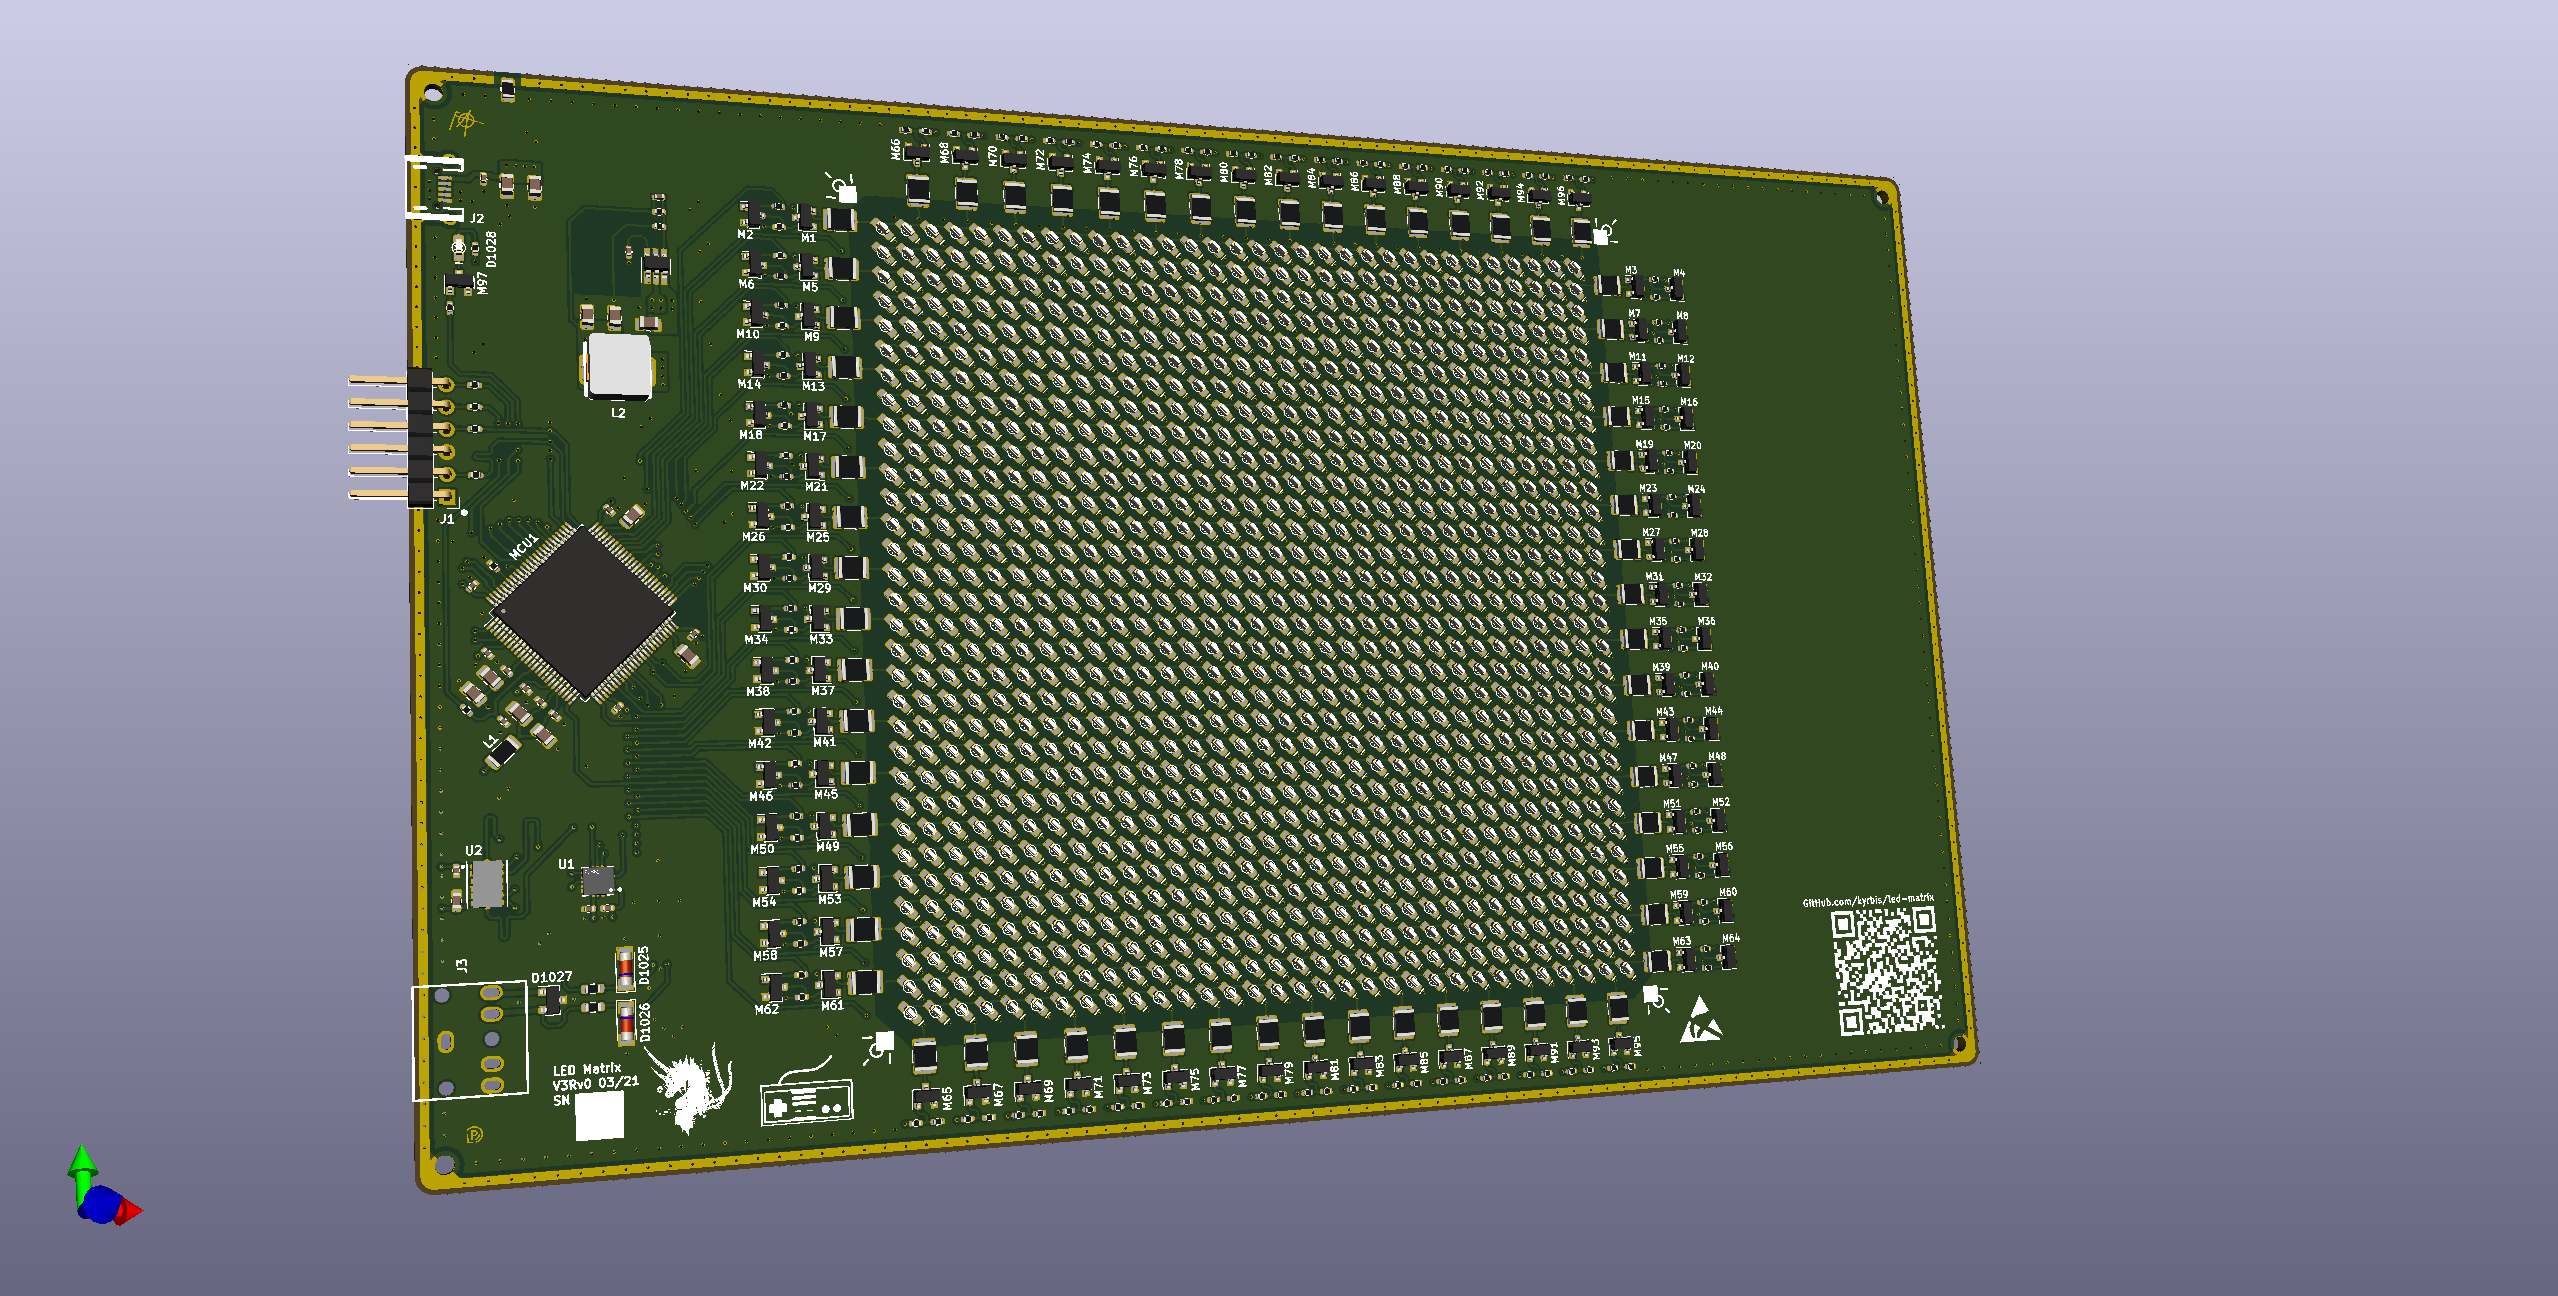 M66 M68 M70 M72 M74 M76 M78 M80 M82 M84 M86 M88 M90 M92 M94 M96
J2
D1028
M97
M2 M1 M3 M4
M6 M5 M7 M8
M10 M9 M11 M12
M14 M13 M15 M16
L2
M18 M17 M19 M20
M22 M21 M23 M24
J1
M26 M25 M27 M28
MCU1
M30 M29 M31 M32
M34 M33 M35 M36
M38 M37 M39 M40
M42 M41 M43 M44
L1
M46 M45 M47 M48
M50 M49 M51 M52
U2 U1
M54 M53 M55 M56
M58 M57 M59 M60
M62 M61 M63 M64
GitHub.com/kyrbis/led-matrix
J3
D1027
D1025
D1026
LED Matrix
V3Rv0 03/21
SN
M65 M67 M69 M71 M73 M75 M77 M79 M81 M83 M85 M87 M89 M91 M93 M95
P